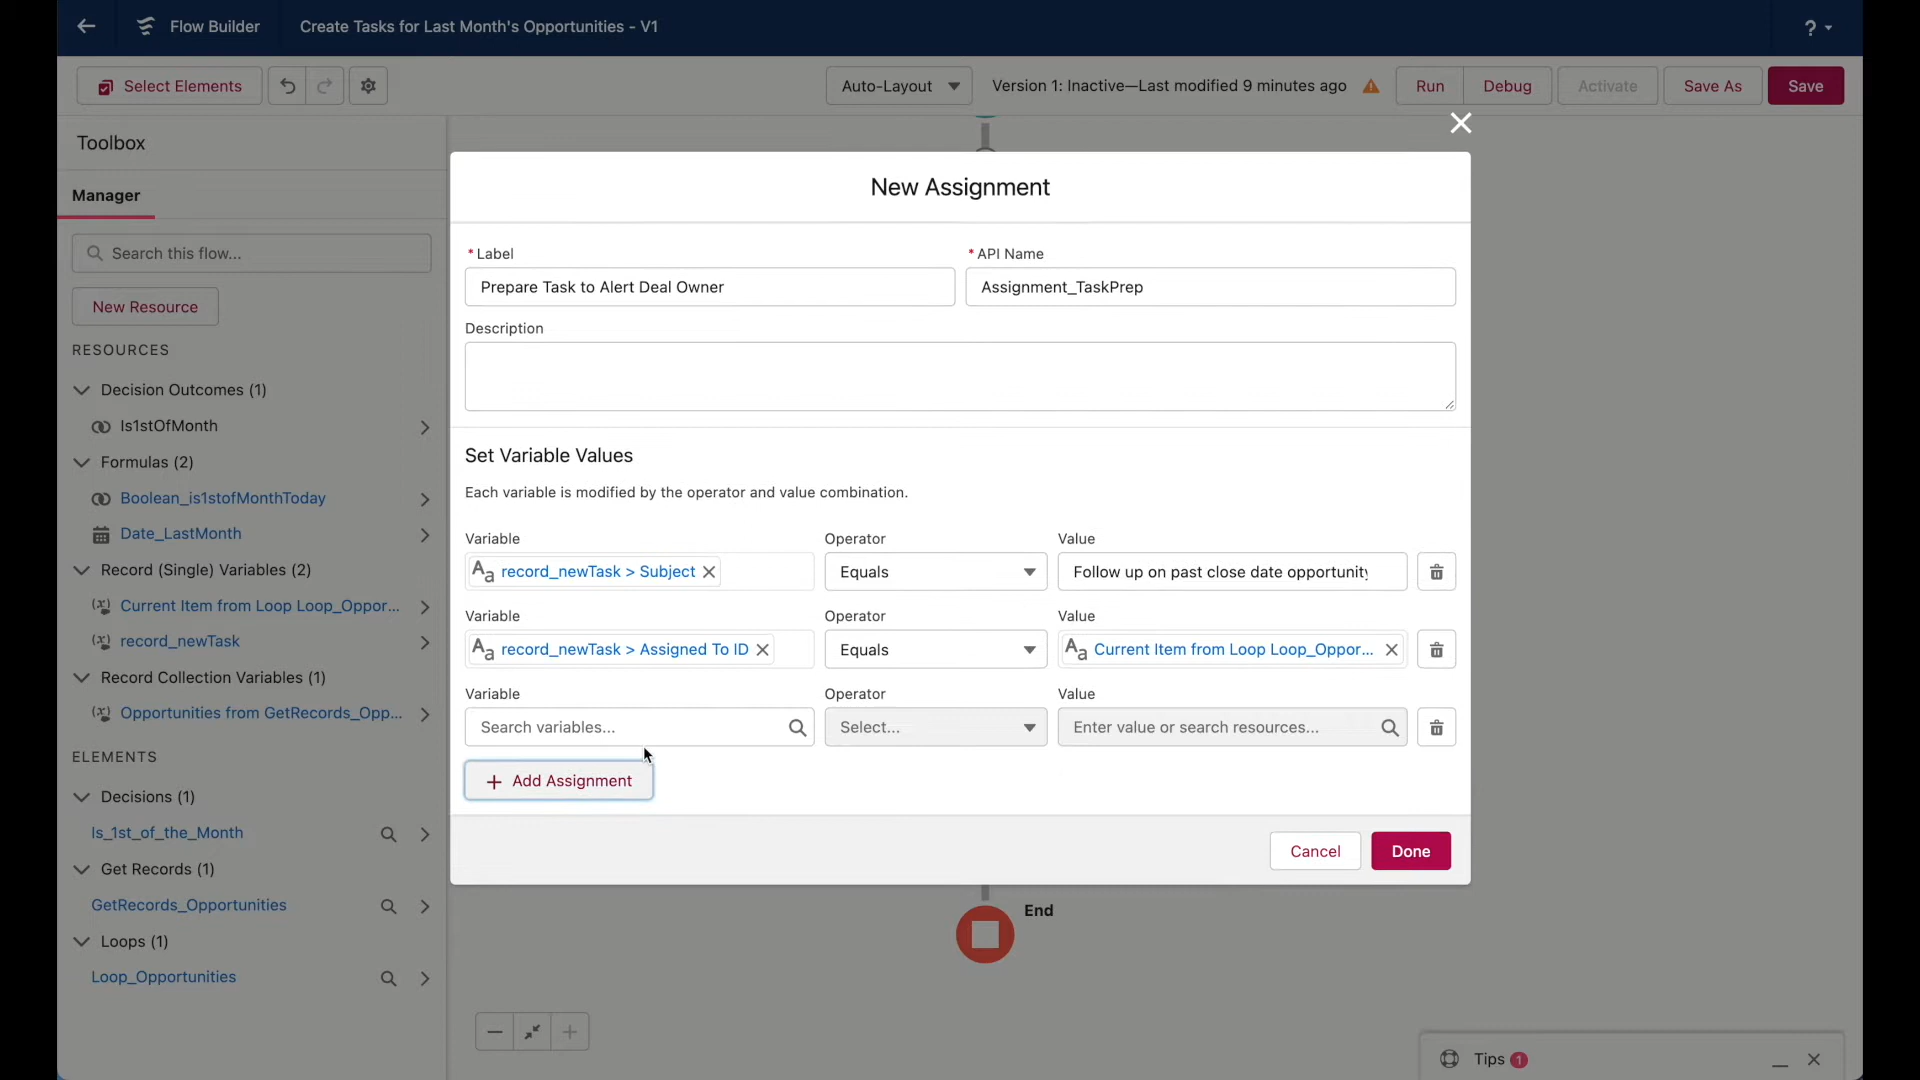 Flow Builder
Create Tasks for Last Month's Opportunities - V1
?
Select Elements
Auto-Layout
Version 1: Inactive—Last modified 9 minutes ago
Run
Debug
Activate
Save As
Save
Toolbox
Manager
Search this flow...
New Resource
RESOURCES
Decision Outcomes (1)
Is1stOfMonth
Formulas (2)
Boolean_is1stofMonthToday
Date_LastMonth
Record (Single) Variables (2)
Current Item from Loop Loop_Oppor...
record_newTask
Record Collection Variables (1)
Opportunities from GetRecords_Opp...
ELEMENTS
Decisions (1)
Is_1st_of_the_Month
Get Records (1)
GetRecords_Opportunities
Loops (1)
Loop_Opportunities
New Assignment
* Label
* API Name
Prepare Task to Alert Deal Owner
Assignment_TaskPrep
Description
Set Variable Values
Each variable is modified by the operator and value combination.
Variable
Operator
Value
Aa record_newTask > Subject
Equals
Follow up on past close date opportunity
Variable
Operator
Value
Aa record_newTask > Assigned To ID
Equals
Aa Current Item from Loop Loop_Oppor...
Variable
Operator
Value
Search variables...
Select...
Enter value or search resources...
+ Add Assignment
Cancel
Done
End
Tips 1